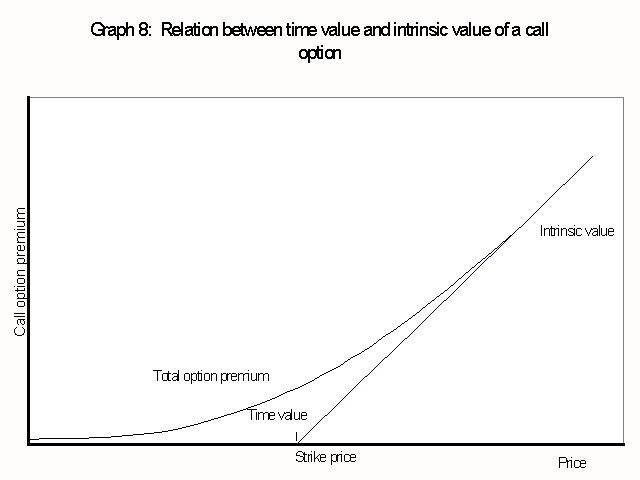 Graph 8: Relation between time value and intrinsic value of a call
option
Call option premium
Intrinsic value
Total option premium
Time value
Strike price
Price